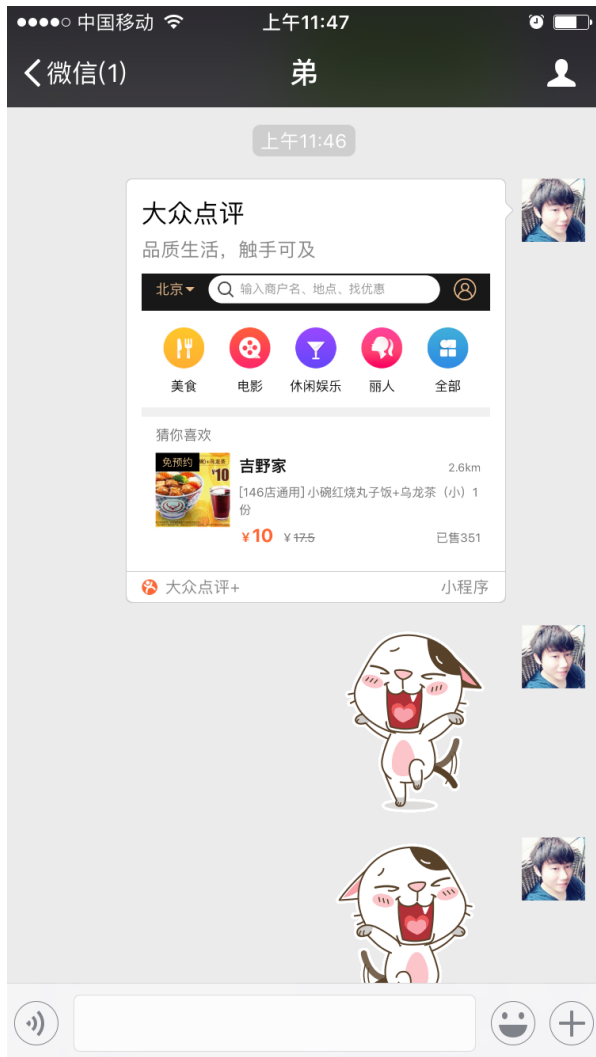 中国移动 上午11:47
微信(1) 弟
上午11:46
大众点评
品质生活，触手可及
北京 输入商户名、地点、找优惠
美食 电影 休闲娱乐 丽人 全部
猜你喜欢
免预约
¥10
吉野家 2.6km
[146店通用] 小碗红烧丸子饭+乌龙茶（小）1
份
¥10 ¥17.5 已售351
大众点评+ 小程序